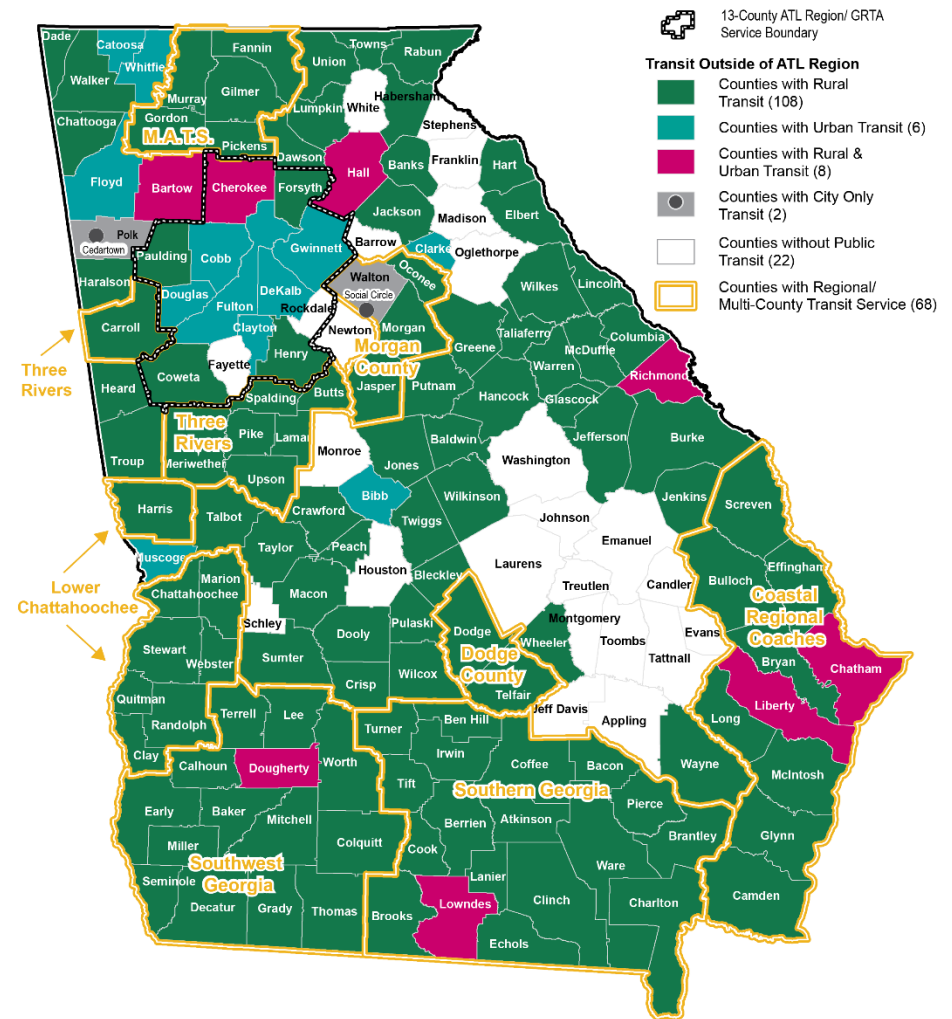 13-County ATL Region/ GRTA
Service Boundary
Transit Outside of ATL Region
Counties with Rural
Transit (108)
Counties with Urban Transit (6)
Counties with Rural &
Urban Transit (8)
Counties with City Only
Transit (2)
Counties without Public
Transit (22)
Counties with Regional/
Multi-County Transit Service (68)
Dade
Catoosa
Whitfie
Fannin
Towns
Rabun
Union
Walker
Murray
Gilmer
Lumpkin
White
Habersham
Stephens
Chattooga
Gordon
M.A.T.S.
Pickens
Dawson
Franklin
Hart
Floyd
Bartow
Cherokee
Forsyth
Hall
Banks
Jackson
Madison
Elbert
Polk
Cedartown
Paulding
Cobb
Gwinnett
Barrow
Clarke
Oglethorpe
Haralson
Douglas
Fulton
DeKalb
Rockdale
Walton
Social Circle
Oconee
Wilkes
Lincoln
Carroll
Clayton
Newton
Morgan
Morgan
County
Greene
Taliaferro
Columbia
McDuffie
Warren
Three
Rivers
Heard
Coweta
Fayette
Henry
Spalding
Butts
Jasper
Putnam
Hancock
Glascock
Richmond
Three
Rivers
Troup
Meriwether
Pike
Lamar
Upson
Monroe
Jones
Baldwin
Washington
Jefferson
Burke
Harris
Talbot
Crawford
Bibb
Twiggs
Wilkinson
Johnson
Jenkins
Screven
Emanuel
Muscoge
Taylor
Peach
Houston
Bleckley
Laurens
Treutlen
Candler
Bulloch
Effingham
Lower
Chattahoochee
Marion
Chattahoochee
Macon
Schley
Dooly
Pulaski
Dodge
Wheeler
Montgomery
Toombs
Evans
Tattnall
Coastal
Regional
Coaches
Stewart
Webster
Sumter
Crisp
Wilcox
Dodge
County
Telfair
Bryan
Chatham
Liberty
Quitman
Randolph
Terrell
Lee
Turner
Ben Hill
Jeff Davis
Appling
Long
Clay
Calhoun
Dougherty
Worth
Irwin
Coffee
Bacon
Wayne
McIntosh
Tift
Southern Georgia
Early
Baker
Mitchell
Berrien
Atkinson
Pierce
Brantley
Glynn
Miller
Colquitt
Cook
Ware
Southwest
Georgia
Seminole
Decatur
Grady
Thomas
Brooks
Lanier
Lowndes
Clinch
Charlton
Camden
Echols